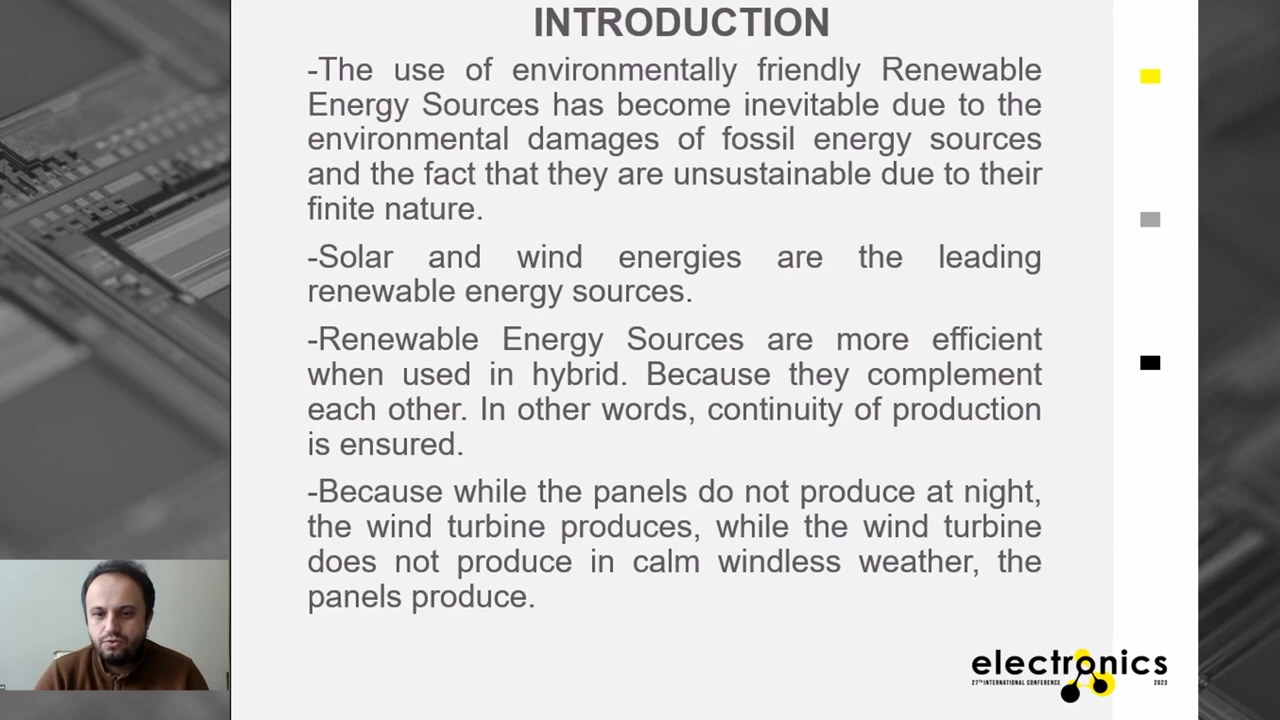 INTRODUCTION
-The use of environmentally friendly Renewable
Energy Sources has become inevitable due to the
environmental damages of fossil energy sources
and the fact that they are unsustainable due to their
finite nature.
-Solar and wind energies are the leading
renewable energy sources.
-Renewable Energy Sources are more efficient
when used in hybrid. Because they complement
each other. In other words, continuity of production
is ensured.
-Because while the panels do not produce at night,
the wind turbine produces, while the wind turbine
does not produce in calm windless weather, the
panels produce.
electronics
27TH INTERNATIONAL CONFERENCE 2023